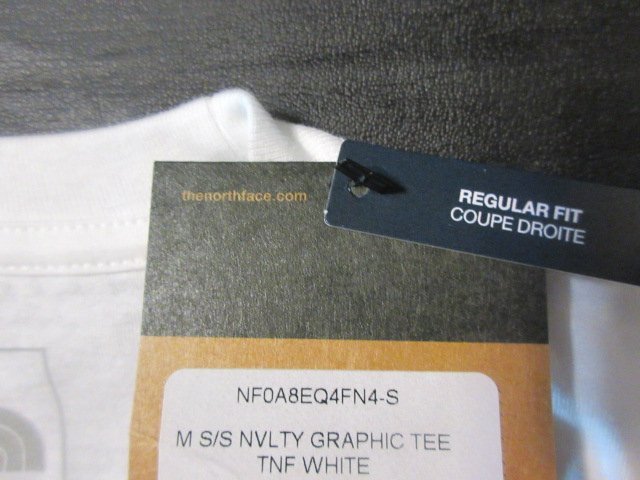 thenorthface.com
REGULAR FIT
COUPE DROITE
NF0A8EQ4FN4-S
M S/S NVLTY GRAPHIC TEE
TNF WHITE